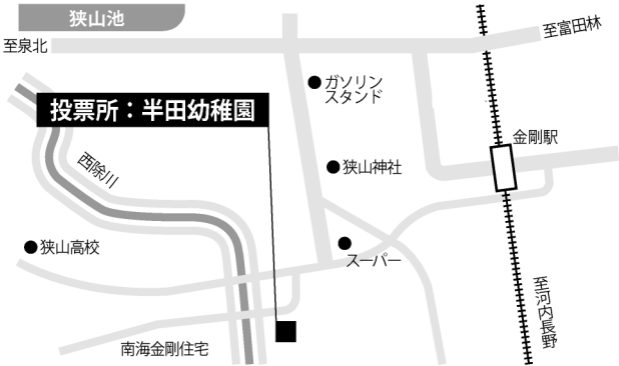 狭山池
至泉北
至富田林
ガソリン
スタンド
投票所：半田幼稚園
金剛駅
西除川
狭山神社
狭山高校
スーパー
至河内長野
南海金剛住宅